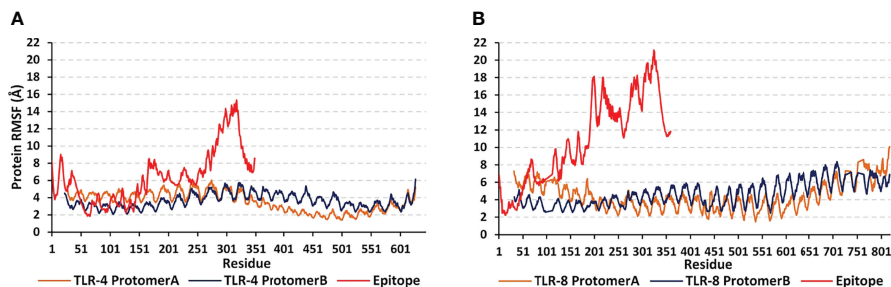 A
B
Protein RMSF (Å)
22
20
18
16
14
12
10
8
6
4
2
0
1 51 101 151 201 251 301 351 401 451 501 551 601
Residue
TLR-4 ProtomerA TLR-4 ProtomerB Epitope
22
20
18
16
14
12
10
8
6
4
2
0
1 51 101 151 201 251 301 351 401 451 501 551 601 651 701 751 801
Residue
TLR-8 ProtomerA TLR-8 ProtomerB Epitope